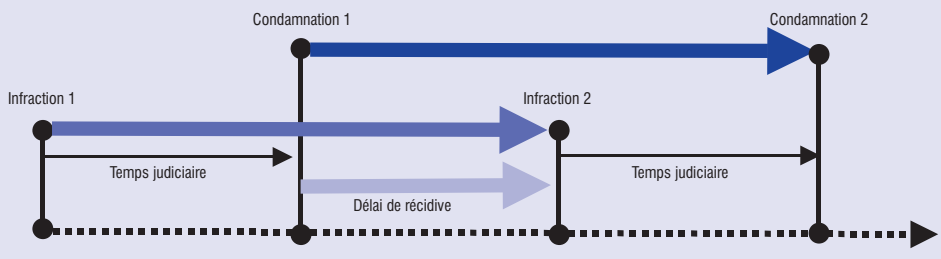 Condamnation 1
Condamnation 2
Infraction 1
Infraction 2
Temps judiciaire
Temps judiciaire
Délai de récidive